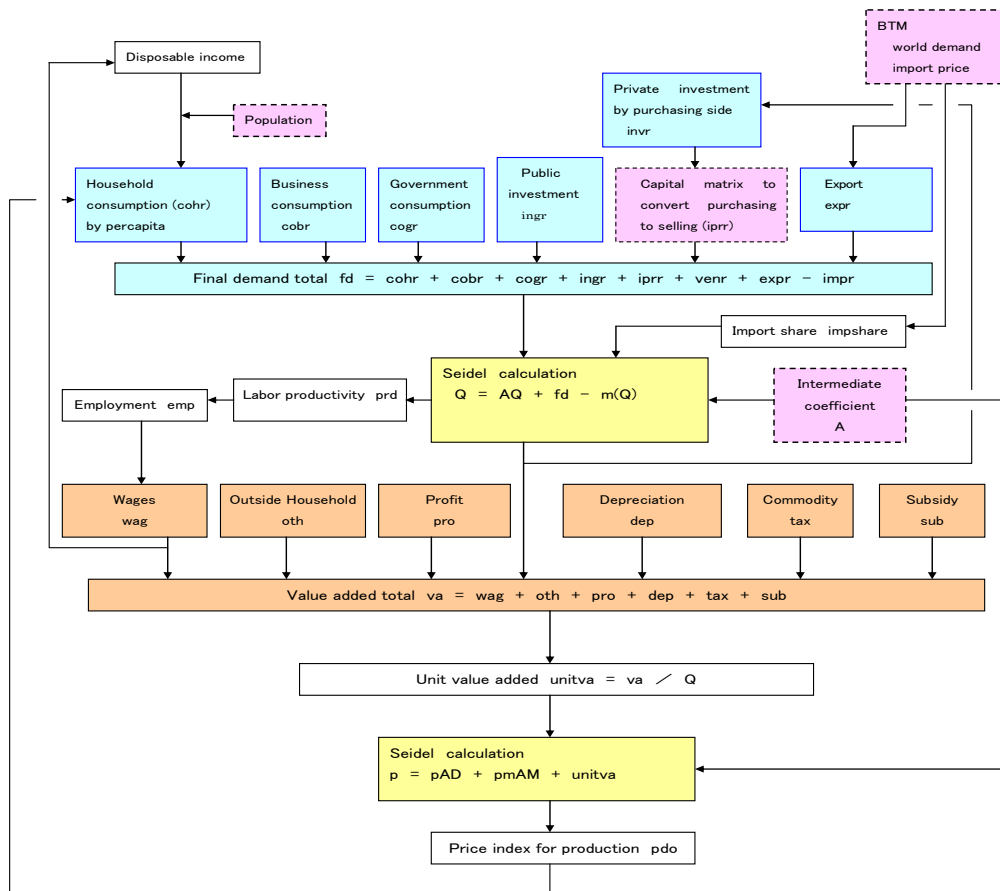 BTM
world demand
import price
Disposable income
Population
Private investment
by purchasing side
invr
Household
consumption (cohr)
by percapita
Business
consumption
cobr
Government
consumption
cogr
Public
investment
ingr
Capital matrix to
convert purchasing
to selling (iprr)
Export
expr
Final demand total fd = cohr + cobr + cogr + ingr + iprr + venr + expr - impr
Import share impshare
Seidel calculation
Q = AQ + fd - m(Q)
Intermediate
coefficient
A
Labor productivity prd
Employment emp
Wages
wag
Outside Household
oth
Profit
pro
Depreciation
dep
Commodity
tax
Subsidy
sub
Value added total va = wag + oth + pro + dep + tax + sub
Unit value added unitva = va ／ Q
Seidel calculation
p = pAD + pmAM + unitva
Price index for production pdo